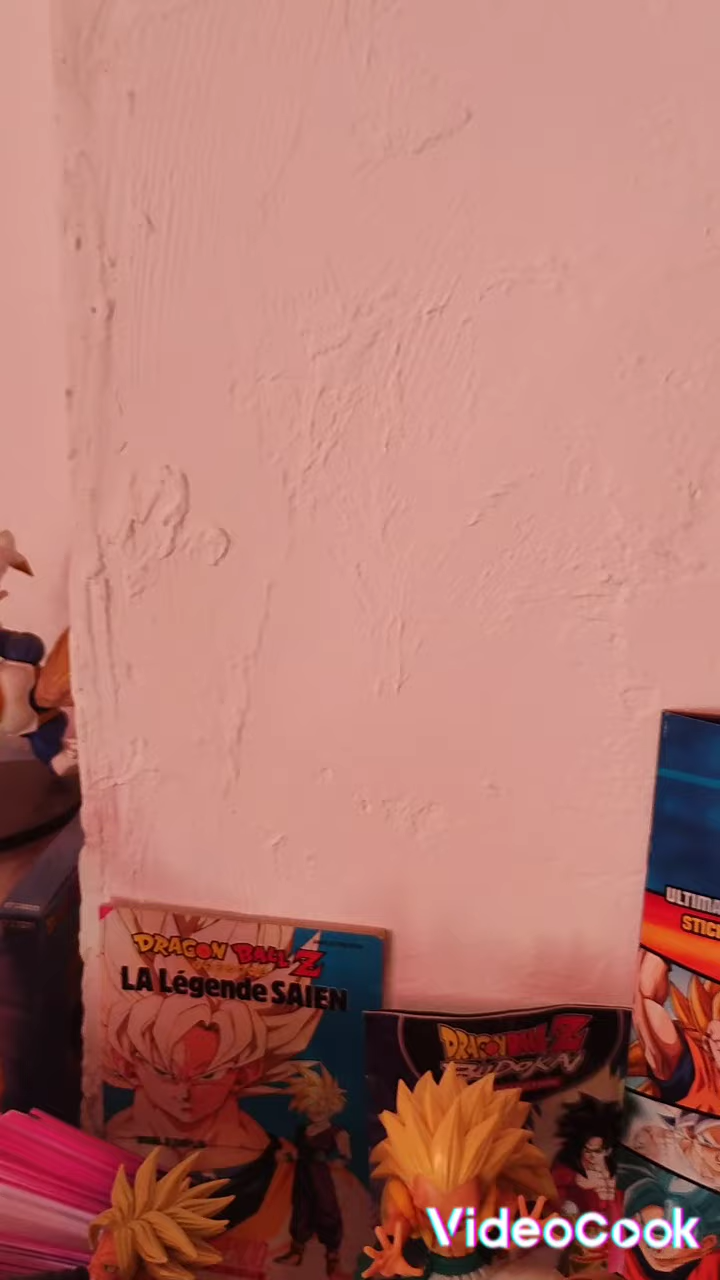 DRAGON BALL Z
LA Légende SAIEN
DRAGON BALL Z
BUDOKAI
ULTIMA
STIC
VideoCook